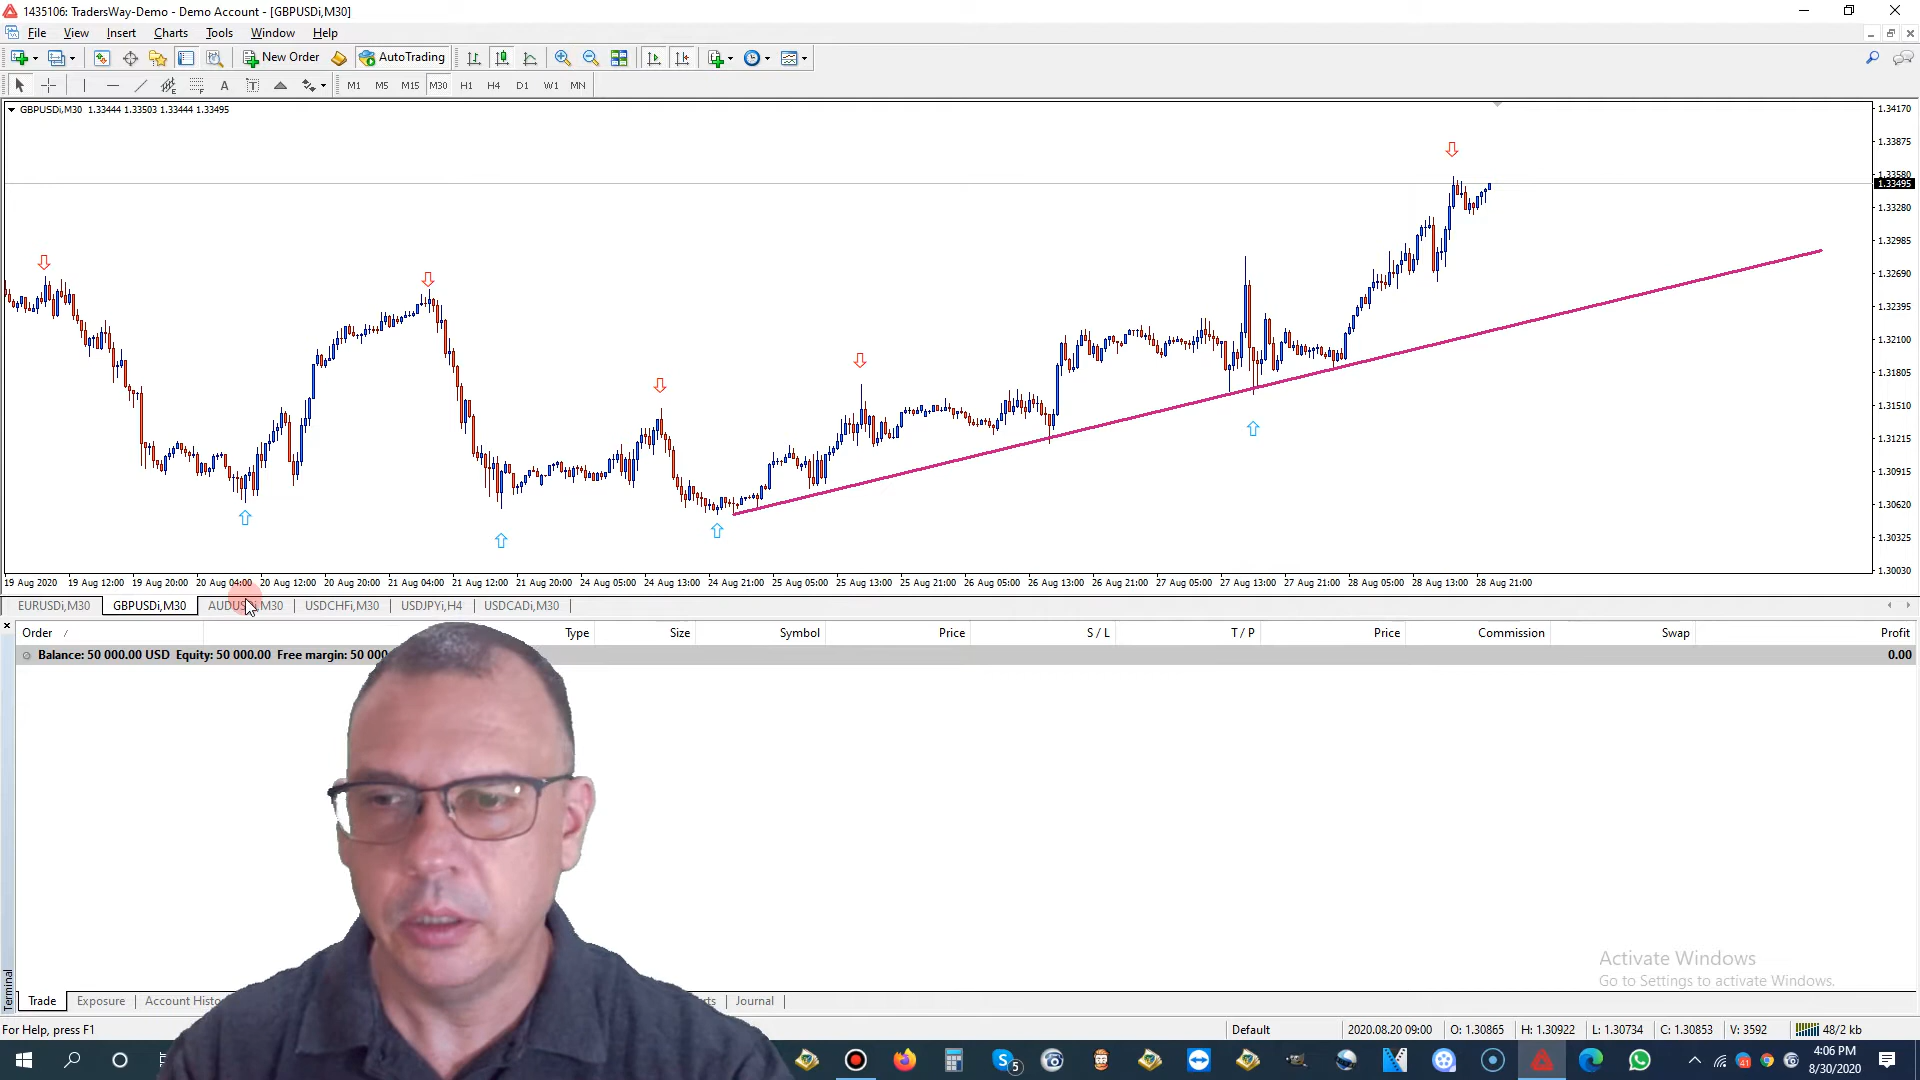 1435106: TradersWay-Demo - Demo Account - [GBPUSDi,M30]
File View Insert Charts Tools Window Help
New Order AutoTrading
A T M1 M5 M15 M30 H1 H4 D1 W1 MN
GBPUSDi,M30 1.33444 1.33503 1.33444 1.33495
1.34170
1.33875
1.33580
1.33495
1.33280
1.32985
1.32690
1.32395
1.32100
1.31805
1.31510
1.31215
1.30915
1.30620
1.30325
1.30030
19 Aug 2020 19 Aug 12:00 19 Aug 20:00 20 Aug 04:00 20 Aug 12:00 20 Aug 20:00 21 Aug 04:00 21 Aug 12:00 21 Aug 20:00 24 Aug 05:00 24 Aug 13:00 24 Aug 21:00 25 Aug 05:00 25 Aug 13:00 25 Aug 21:00 26 Aug 05:00 26 Aug 13:00 26 Aug 21:00 27 Aug 05:00 27 Aug 13:00 27 Aug 21:00 28 Aug 05:00 28 Aug 13:00 28 Aug 21:00
EURUSDi,M30 GBPUSDi,M30 AUDUSDi,M30 USDCHFi,M30 USDJPYi,H4 USDCADi,M30
Order / Type Size Symbol Price S / L T / P Price Commission Swap Profit
Balance: 50 000.00 USD Equity: 50 000.00 Free margin: 50 000 0.00
Activate Windows
Go to Settings to activate Windows.
Terminal
Trade Exposure Account Histo rts Journal
For Help, press F1 Default 2020.08.20 09:00 O: 1.30865 H: 1.30922 L: 1.30734 C: 1.30853 V: 3592 48/2 kb
5 41 4:06 PM
8/30/2020